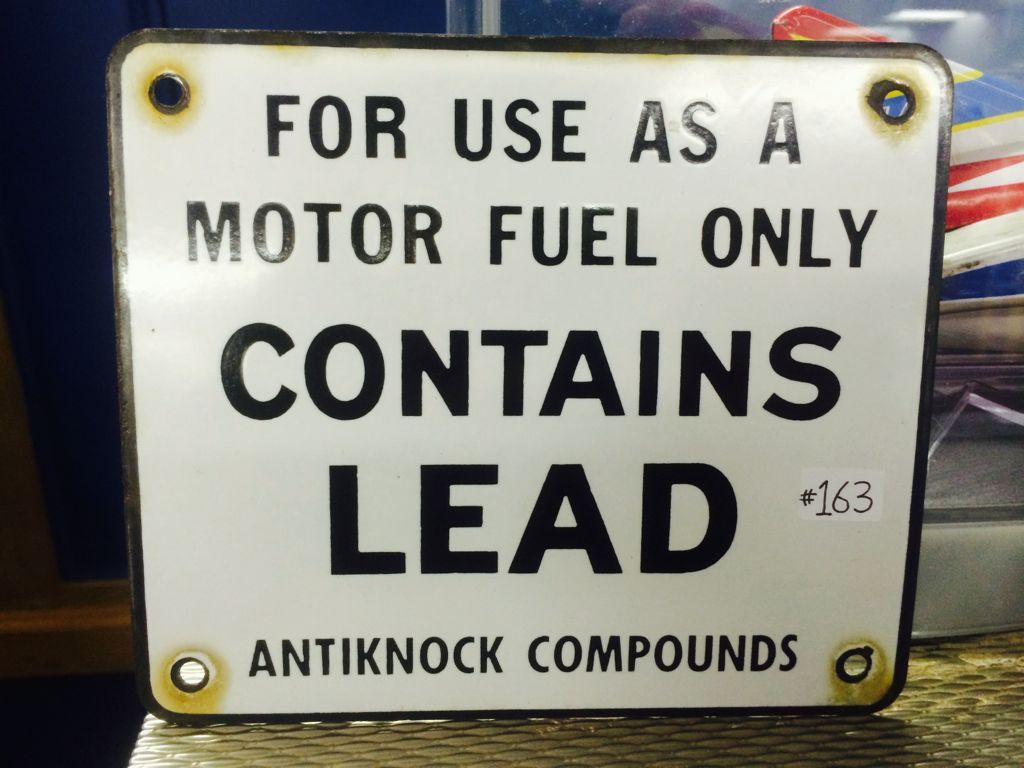 FOR USE AS A
MOTOR FUEL ONLY
CONTAINS
LEAD
#163
ANTIKNOCK COMPOUNDS